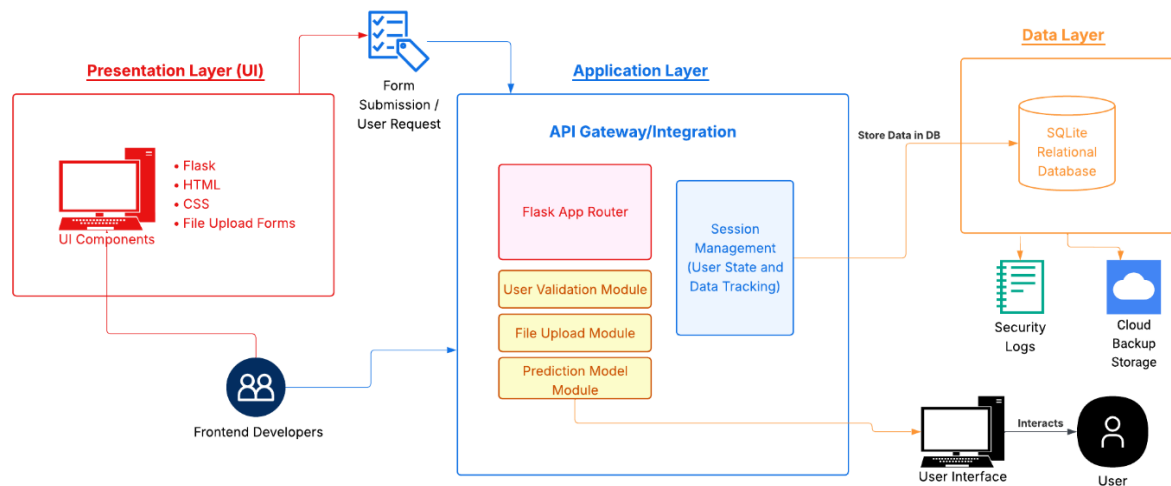 Presentation Layer (UI)
• Flask
• HTML
• CSS
• File Upload Forms
UI Components
Frontend Developers
Form
Submission /
User Request
Application Layer
API Gateway/Integration
Flask App Router
User Validation Module
File Upload Module
Prediction Model
Module
Session
Management
(User State and
Data Tracking)
Store Data in DB
Data Layer
SQLite
Relational
Database
Security
Logs
Cloud
Backup
Storage
User Interface
Interacts
User